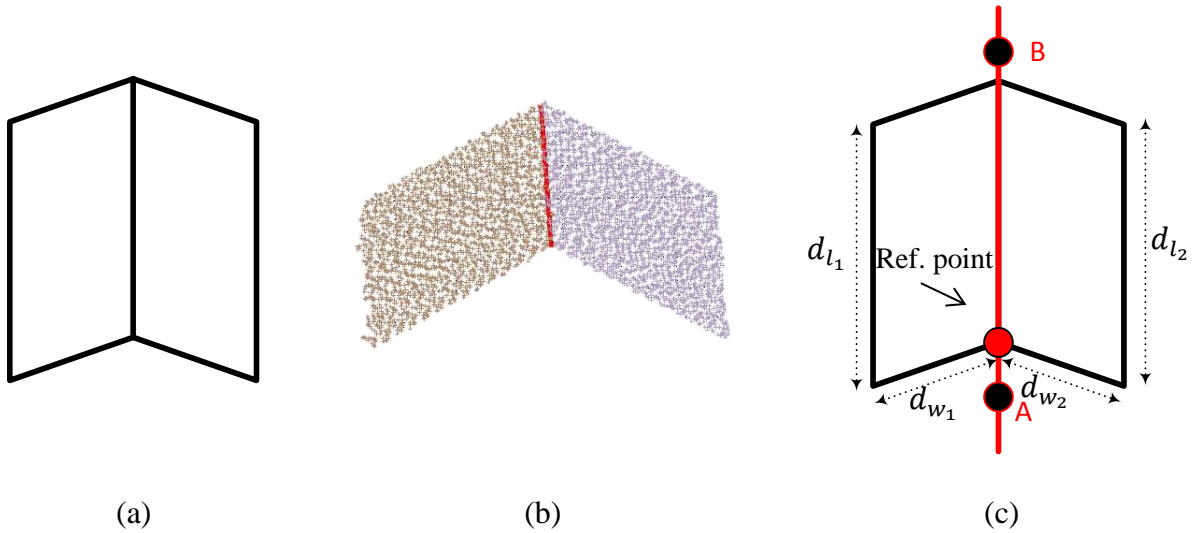 B
d_{l_1}
d_{l_2}
Ref. point
d_{w_1}
d_{w_2}
A
(a)
(b)
(c)